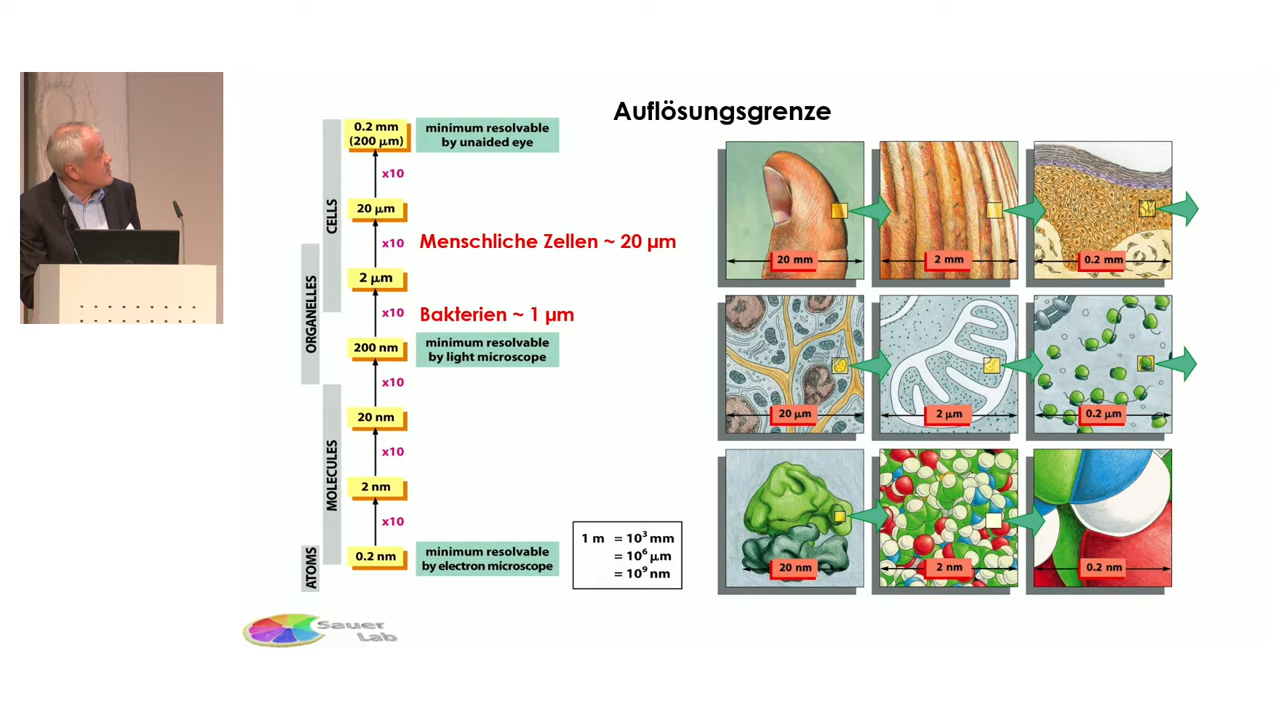 Auflösungsgrenze
0.2 mm
(200 µm)
minimum resolvable
by unaided eye
x10
20 µm
x10
Menschliche Zellen ~ 20 µm
2 µm
x10
Bakterien ~ 1 µm
200 nm
minimum resolvable
by light microscope
x10
20 nm
x10
2 nm
x10
0.2 nm
minimum resolvable
by electron microscope
CELLS
ORGANELLES
MOLECULES
ATOMS
1 m = 10³ mm
= 10⁶ µm
= 10⁹ nm
20 mm
2 mm
0.2 mm
20 µm
2 µm
0.2 µm
20 nm
2 nm
0.2 nm
Sauer
Lab